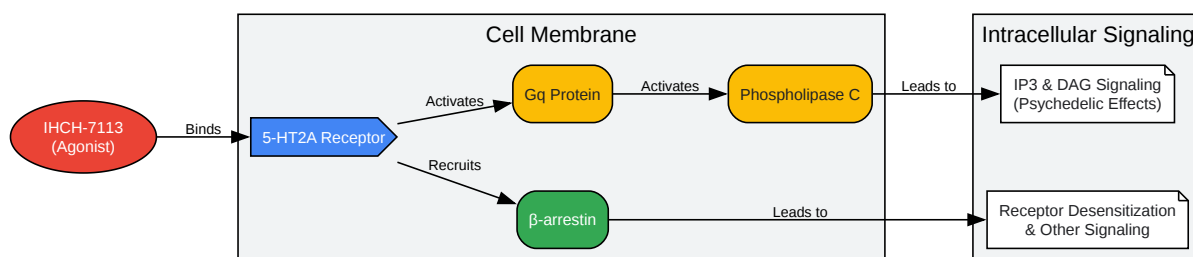 Cell Membrane
Intracellular Signaling
IHCH-7113
(Agonist)
Binds
5-HT2A Receptor
Activates
Gq Protein
Activates
Phospholipase C
Leads to
IP3 & DAG Signaling
(Psychedelic Effects)
Recruits
β-arrestin
Leads to
Receptor Desensitization
& Other Signaling